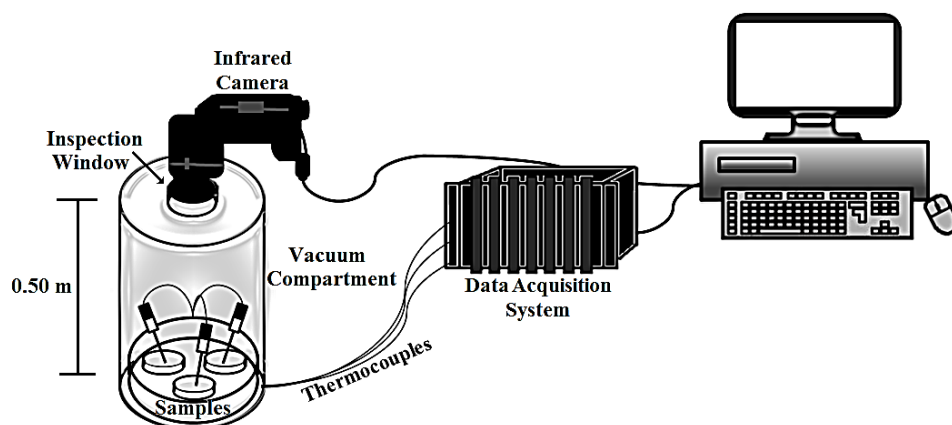 Infrared
Camera
Inspection
Window
0.50 m
Vacuum
Compartment
Data Acquisition
System
Thermocouples
Samples